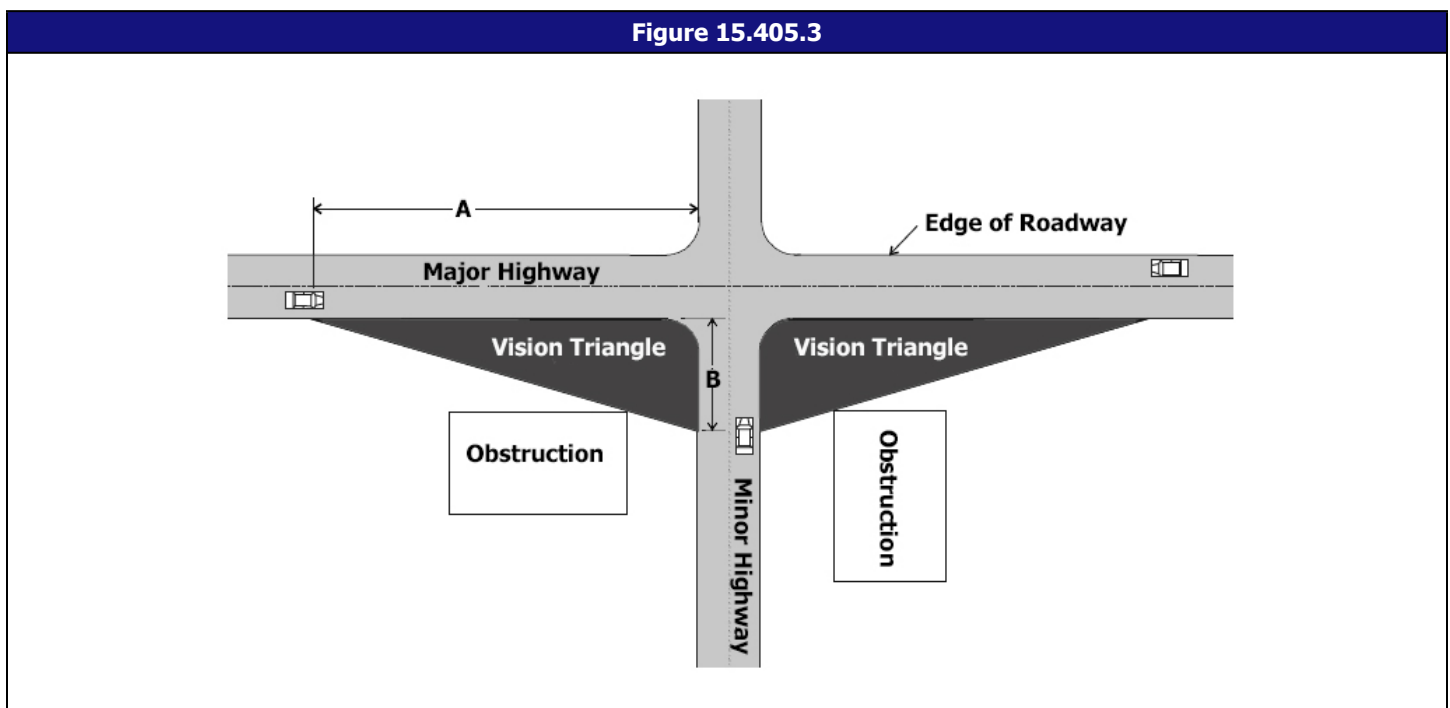 Figure 15.405.3
A
Edge of Roadway
Major Highway
Vision Triangle
Vision Triangle
B
Obstruction
Obstruction
Minor Highway